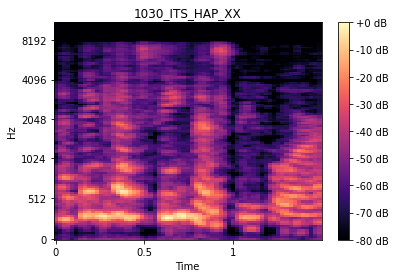 1030_ITS_HAP_XX
+0 dB
8192
-10 dB
4096
-20 dB
-30 dB
2048
Hz
-40 dB
1024
-50 dB
512
-60 dB
-70 dB
0
-80 dB
0
0.5
1
Time